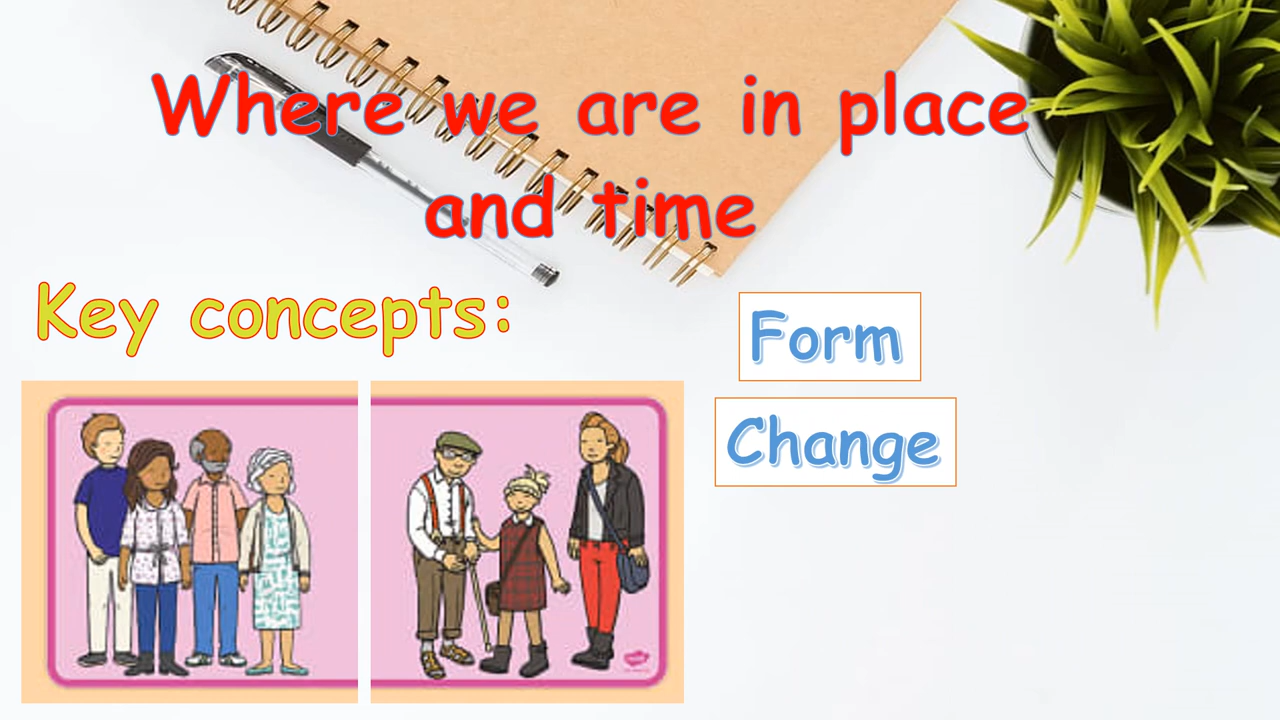 Where we are in place
and time
Key concepts:
Form
Change